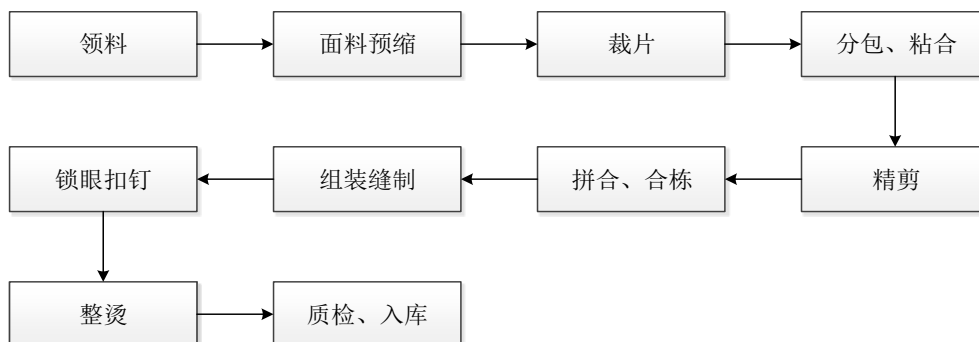 领料
面料预缩
裁片
分包、粘合
精剪
拼合、合栋
组装缝制
锁眼扣钉
整烫
质检、入库